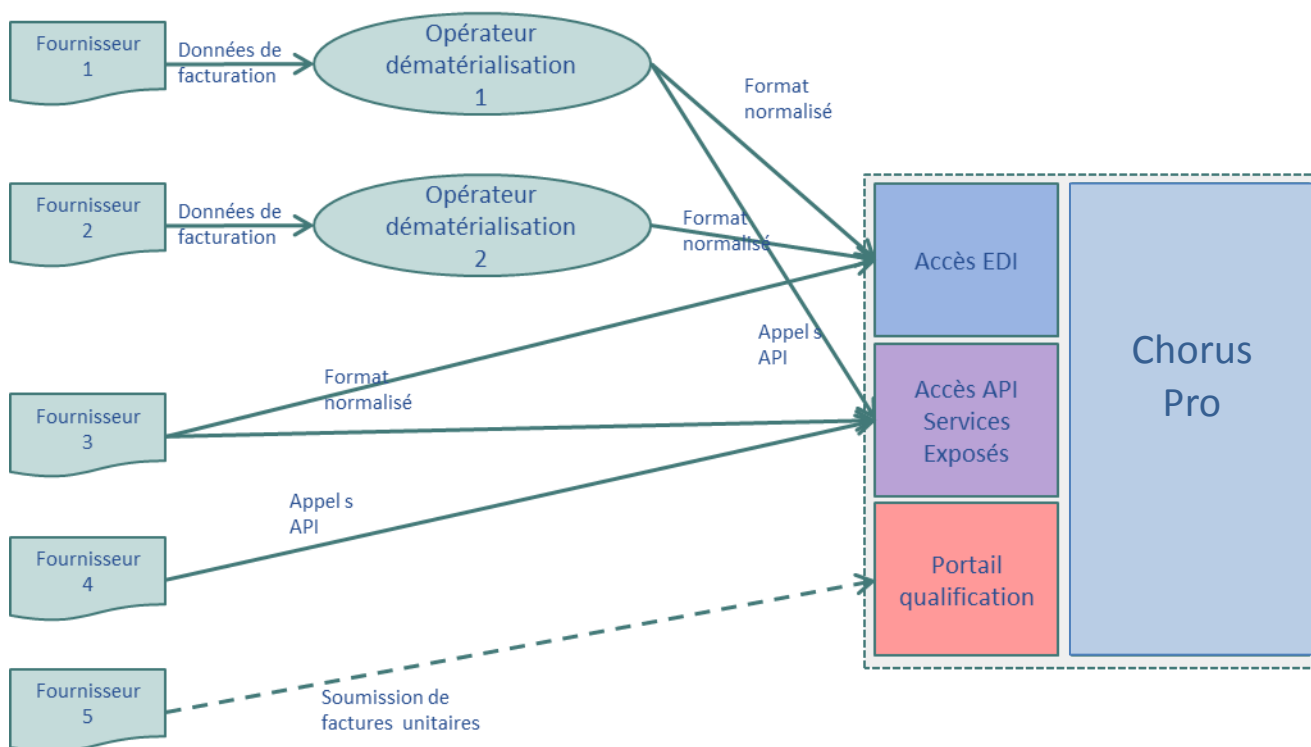 Fournisseur
1
Données de
facturation
Opérateur
dématérialisation
1
Format
normalisé
Fournisseur
2
Données de
facturation
Opérateur
dématérialisation
2
Format
normalisé
Accès EDI
Appel s
API
Chorus
Pro
Fournisseur
3
Format
normalisé
Accès API
Services
Exposés
Appel s
API
Fournisseur
4
Portail
qualification
Fournisseur
5
Soumission de
factures unitaires